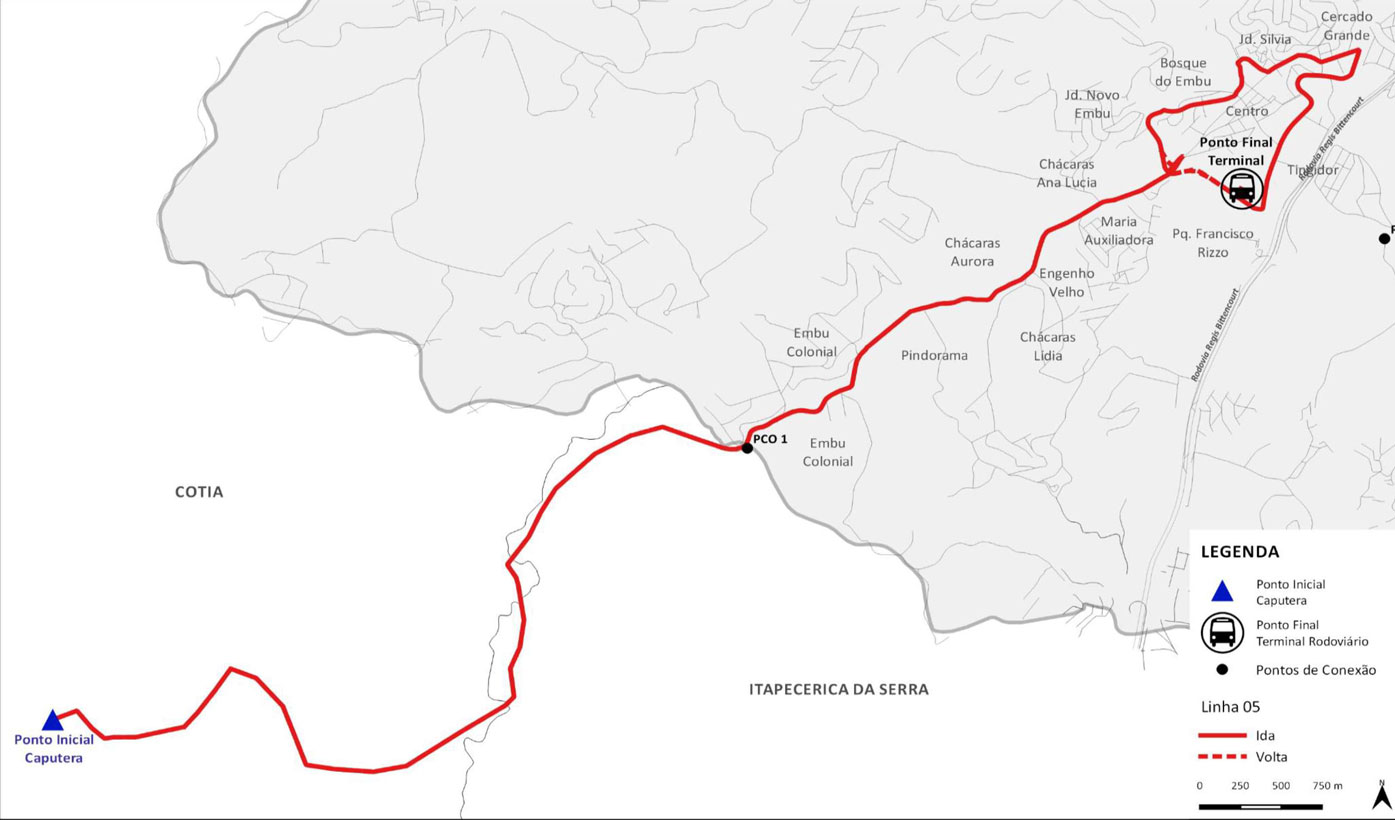 Cercado
Grande
Jd. Silvia
Bosque
do Embu
Jd. Novo
Embu
Centro
Rodovia Regis Bittencourt
Ponto Final
Terminal
Chácaras
Ana Lucia
Maria
Auxiliadora
Pq. Francisco
Rizzo
Chácaras
Aurora
Engenho
Velho
Rodovia Regis Bittencourt
Embu
Colonial
Pindorama
Chácaras
Lidia
PCO 1
Embu
Colonial
COTIA
ITAPECERICA DA SERRA
Ponto Inicial
Caputera
LEGENDA
Ponto Inicial
Caputera
Ponto Final
Terminal Rodoviário
Pontos de Conexão
Linha 05
Ida
Volta
0 250 500 750 m
N